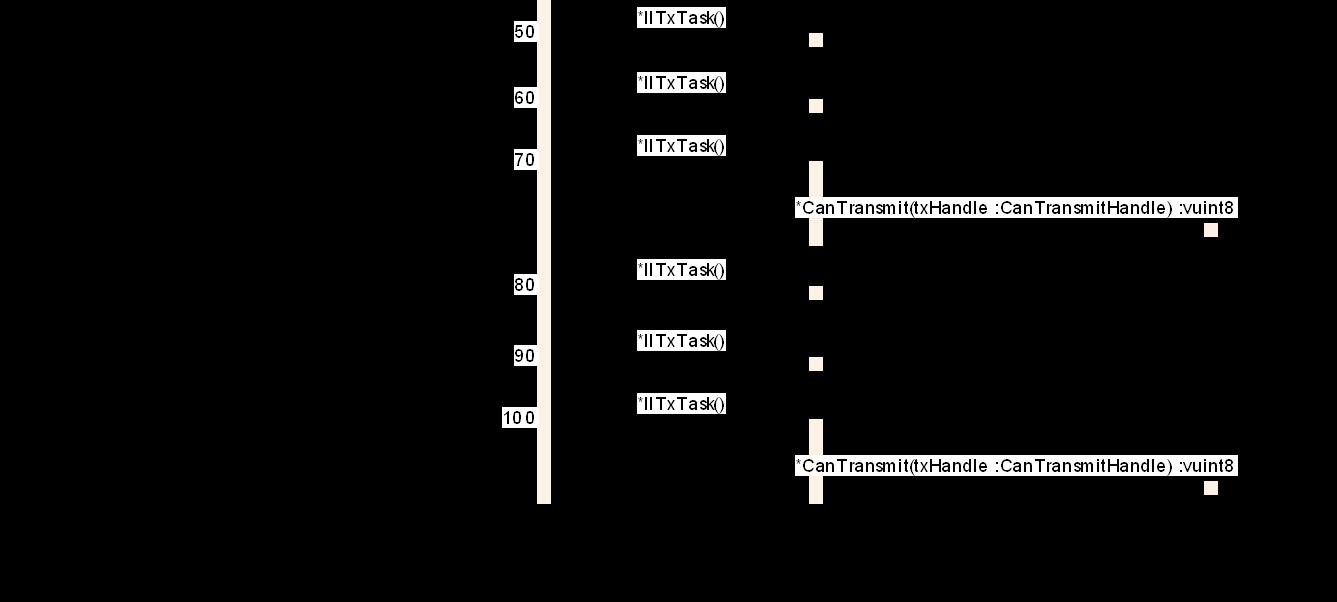 *IlTxTask()
50
*IlTxTask()
60
*IlTxTask()
70
*CanTransmit(txHandle :CanTransmitHandle) :vuint8
*IlTxTask()
80
*IlTxTask()
90
*IlTxTask()
100
*CanTransmit(txHandle :CanTransmitHandle) :vuint8